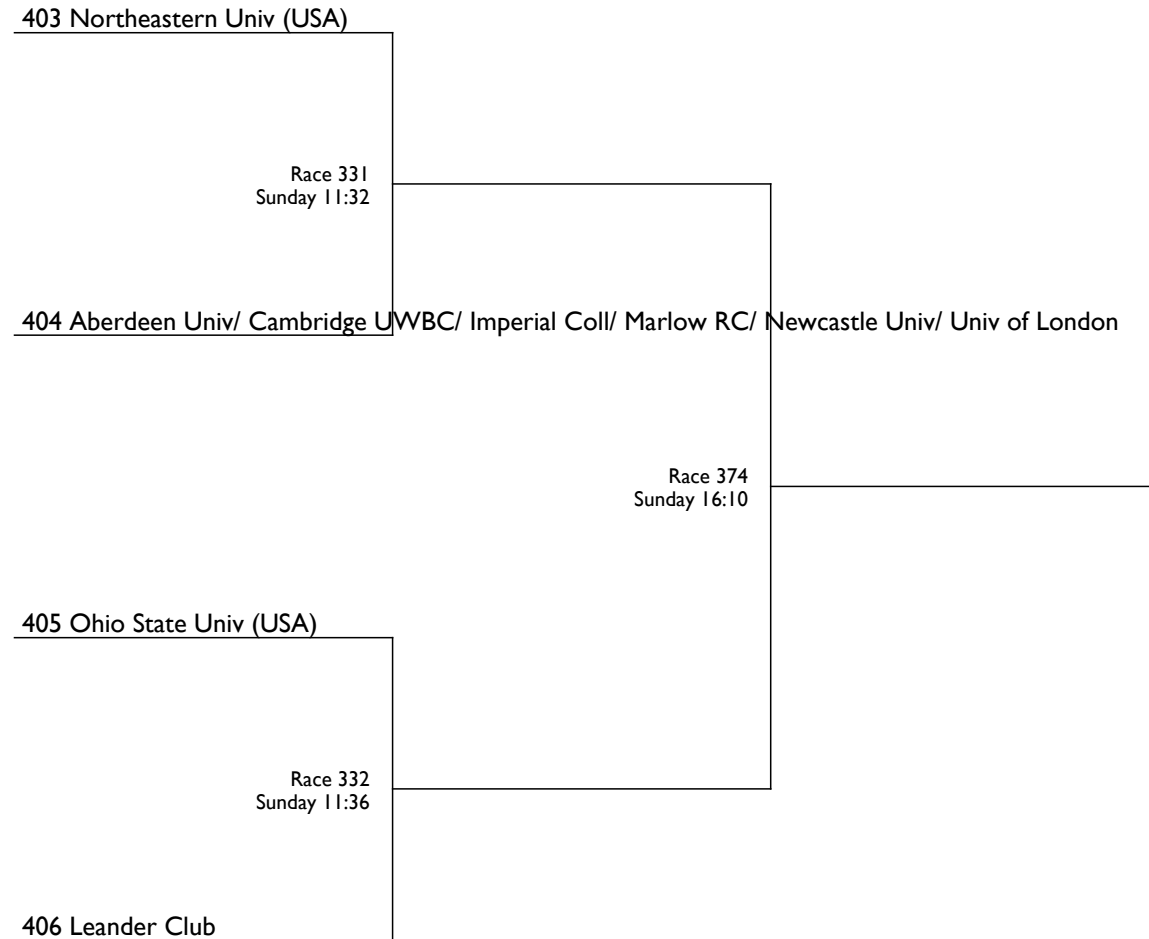 403 Northeastern Univ (USA)
Race 331
Sunday 11:32
404 Aberdeen Univ/ Cambridge UWBC/ Imperial Coll/ Marlow RC/ Newcastle Univ/ Univ of London
Race 374
Sunday 16:10
405 Ohio State Univ (USA)
Race 332
Sunday 11:36
406 Leander Club